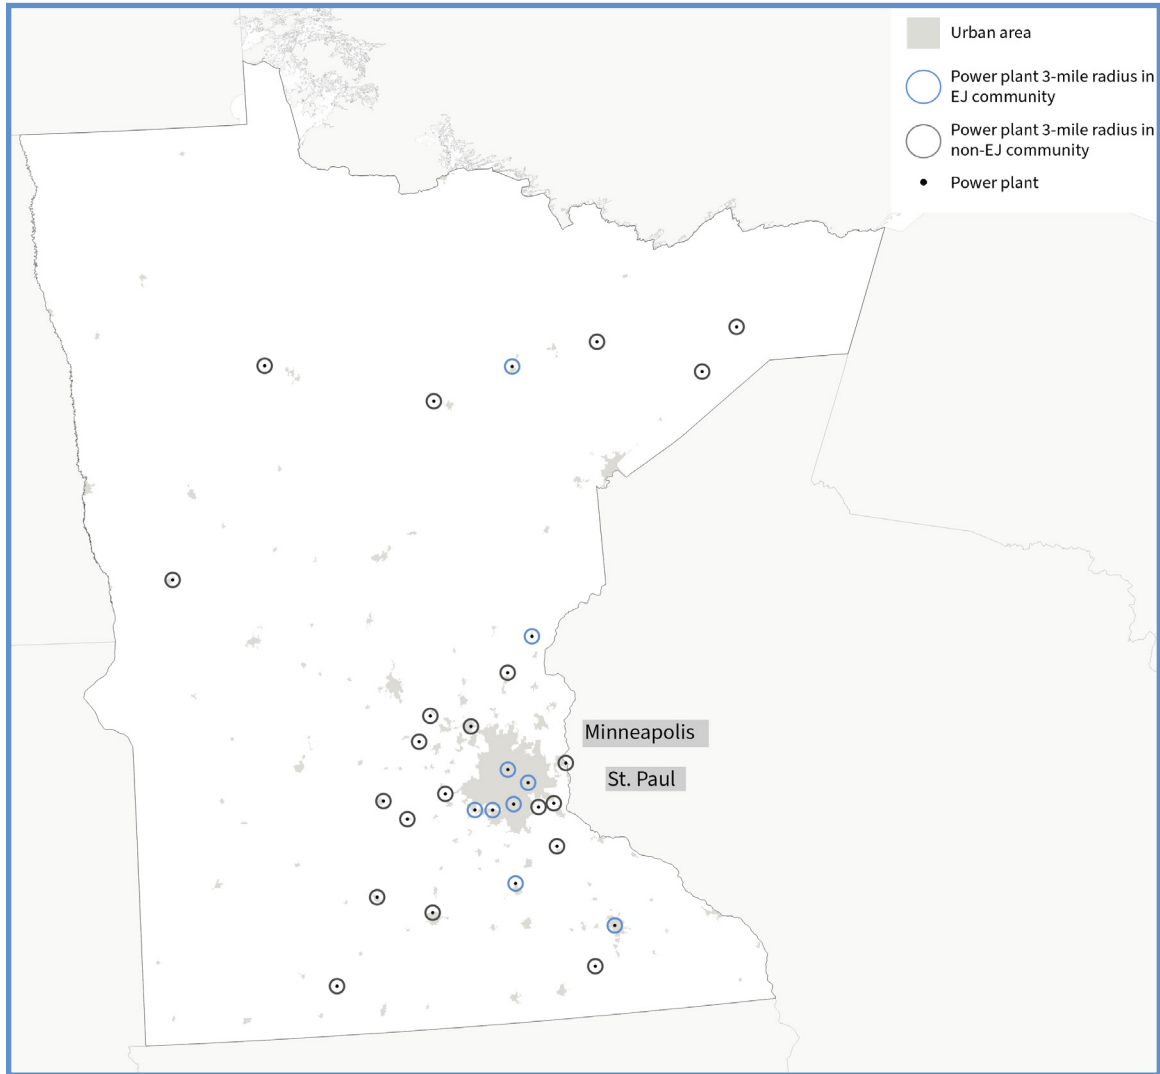 Urban area
Power plant 3-mile radius in
EJ community
Power plant 3-mile radius in
non-EJ community
Power plant
Minneapolis
St. Paul